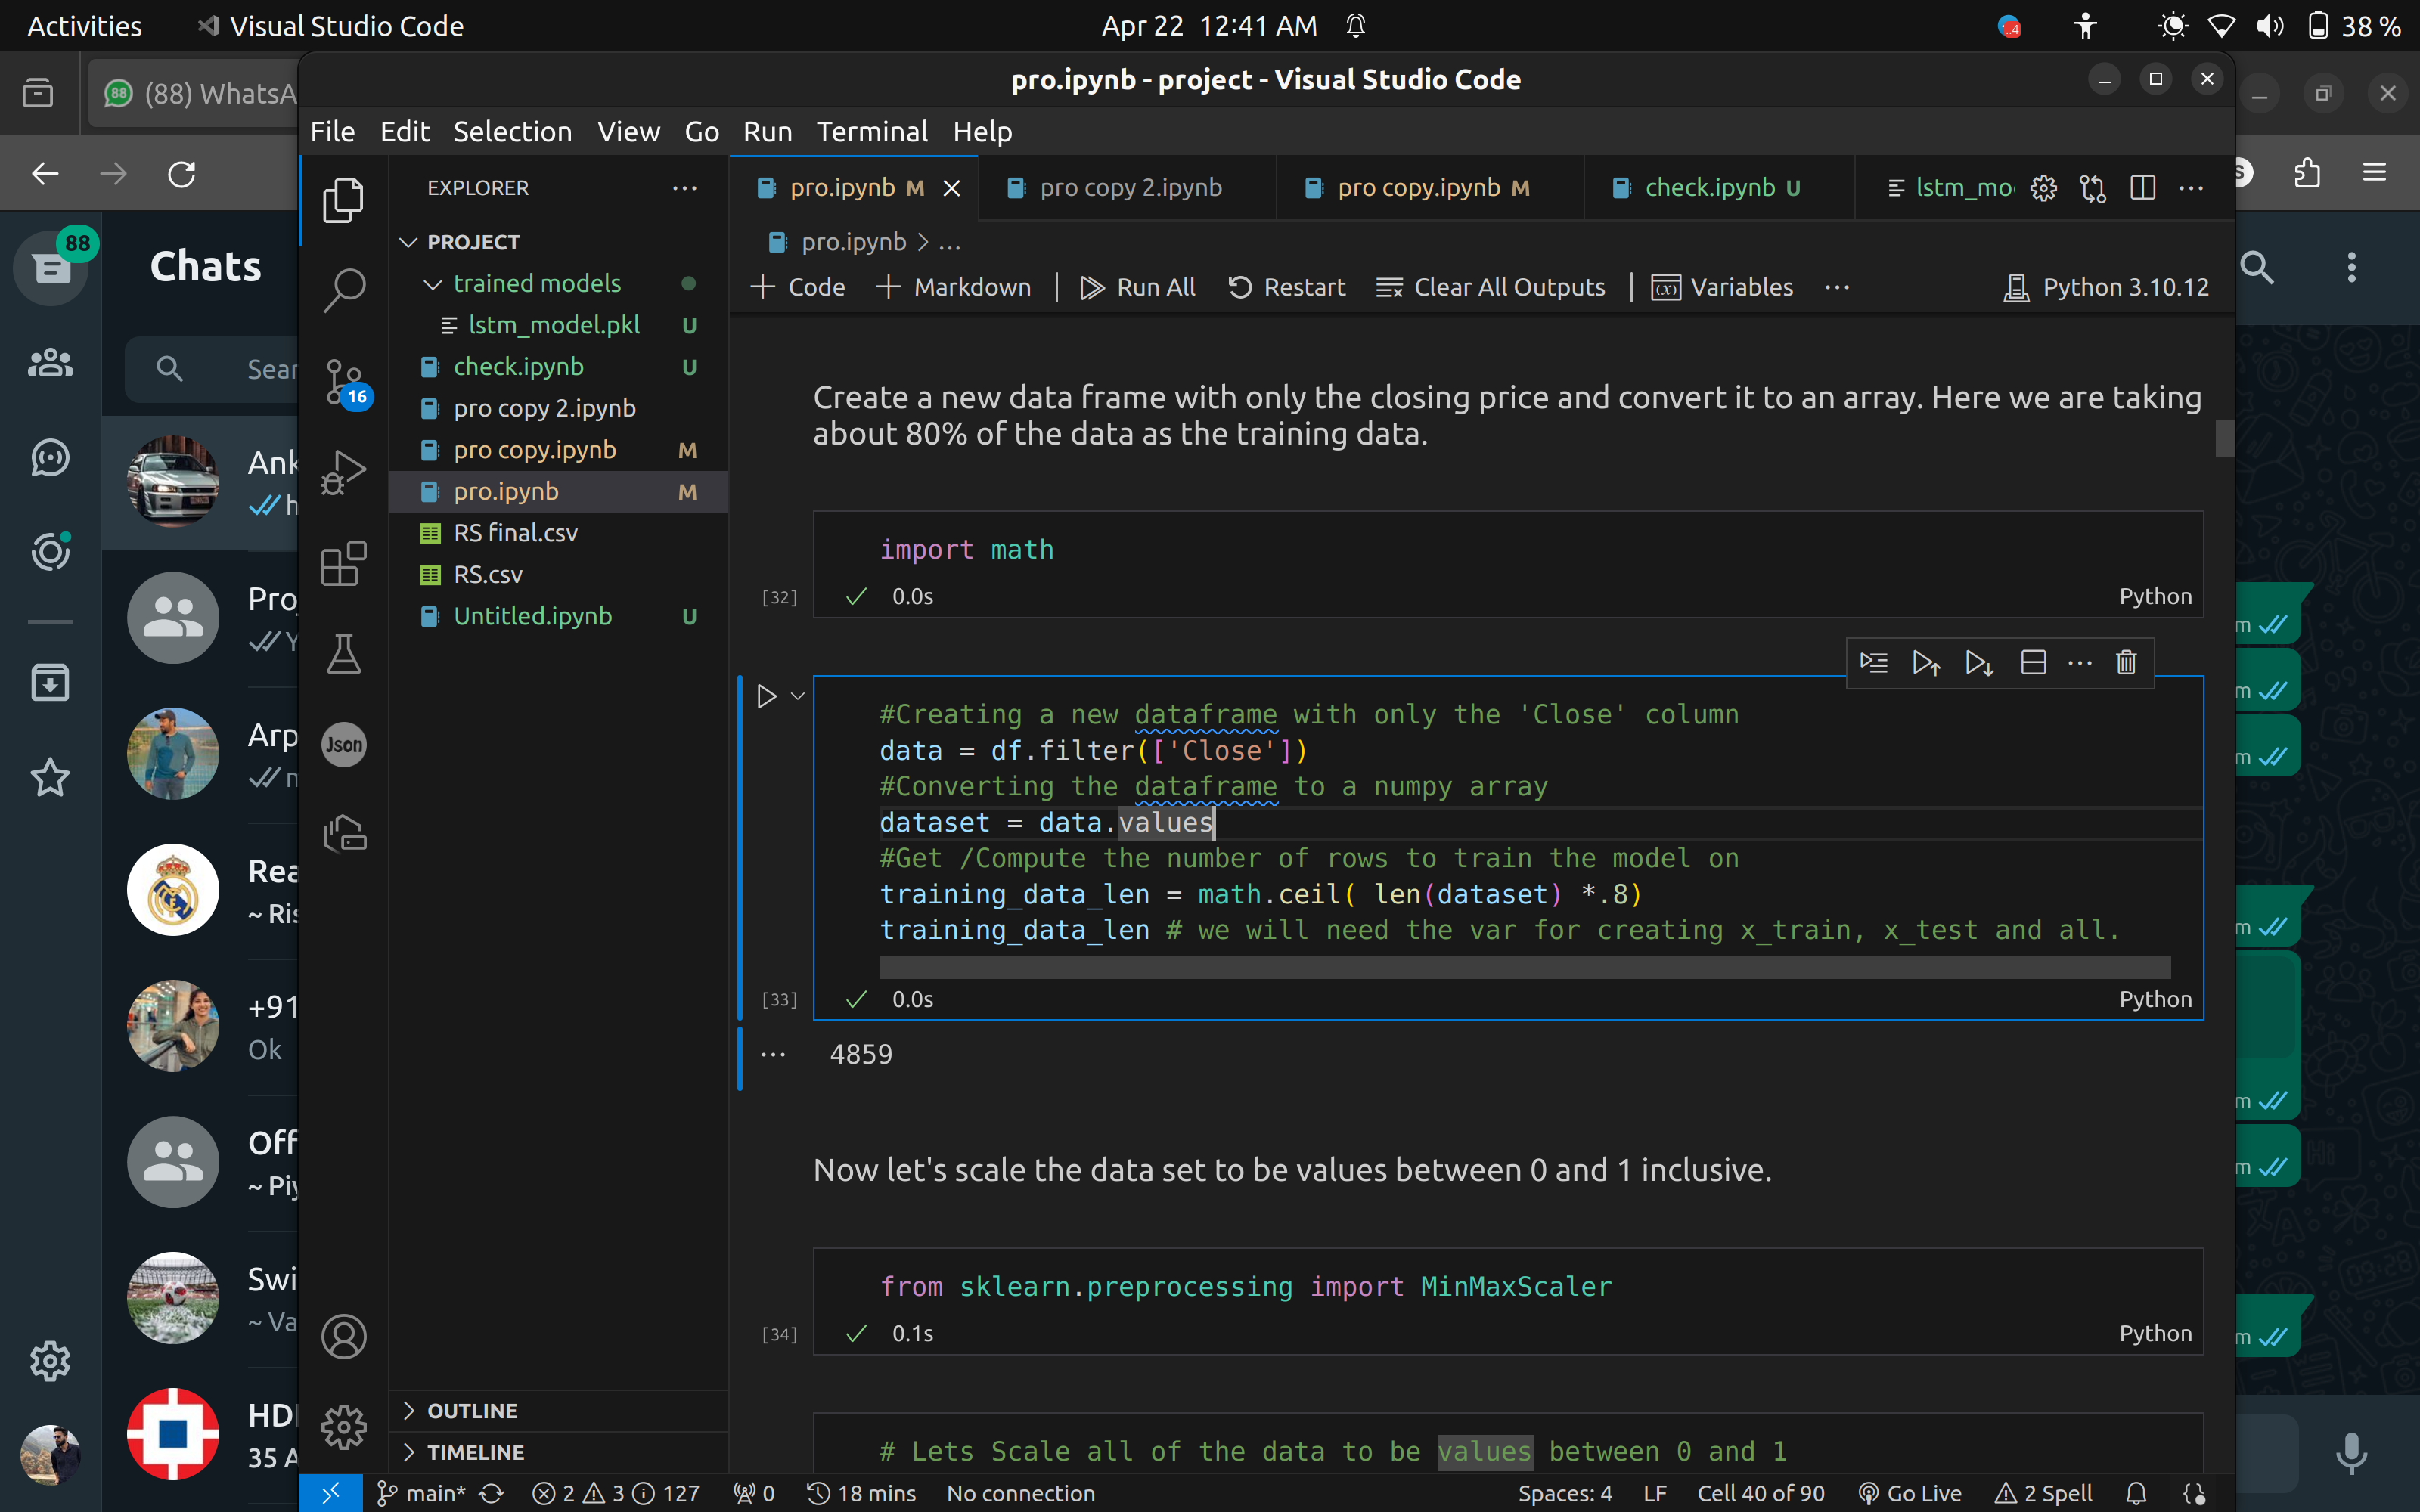 Activities Visual Studio Code Apr 22 12:41 AM 38 %
88 (88) WhatsA
pro.ipynb - project - Visual Studio Code
File Edit Selection View Go Run Terminal Help
88
Chats
Sear
Ank
h
Pro
Y
Arp
Rea
~ Ris
+91
Ok
Off
~ Piy
Swi
~ Va
HD
35 A
EXPLORER
PROJECT
trained models
lstm_model.pkl U
check.ipynb U
pro copy 2.ipynb
pro copy.ipynb M
pro.ipynb M
RS final.csv
RS.csv
Untitled.ipynb U
OUTLINE
TIMELINE
16
Json
pro.ipynb M pro copy 2.ipynb pro copy.ipynb M check.ipynb U lstm_mo
pro.ipynb > ...
+ Code + Markdown Run All Restart Clear All Outputs Variables ... Python 3.10.12
Create a new data frame with only the closing price and convert it to an array. Here we are taking
about 80% of the data as the training data.
import math
[32] 0.0s Python
#Creating a new dataframe with only the 'Close' column
data = df.filter(['Close'])
#Converting the dataframe to a numpy array
dataset = data.values
#Get /Compute the number of rows to train the model on
training_data_len = math.ceil( len(dataset) *.8)
training_data_len # we will need the var for creating x_train, x_test and all.
[33] 0.0s Python
... 4859
Now let's scale the data set to be values between 0 and 1 inclusive.
from sklearn.preprocessing import MinMaxScaler
[34] 0.1s Python
# Lets Scale all of the data to be values between 0 and 1
main* 2 3 127 0 18 mins No connection Spaces: 4 LF Cell 40 of 90 Go Live 2 Spell
m
m
m
m
m
m
m